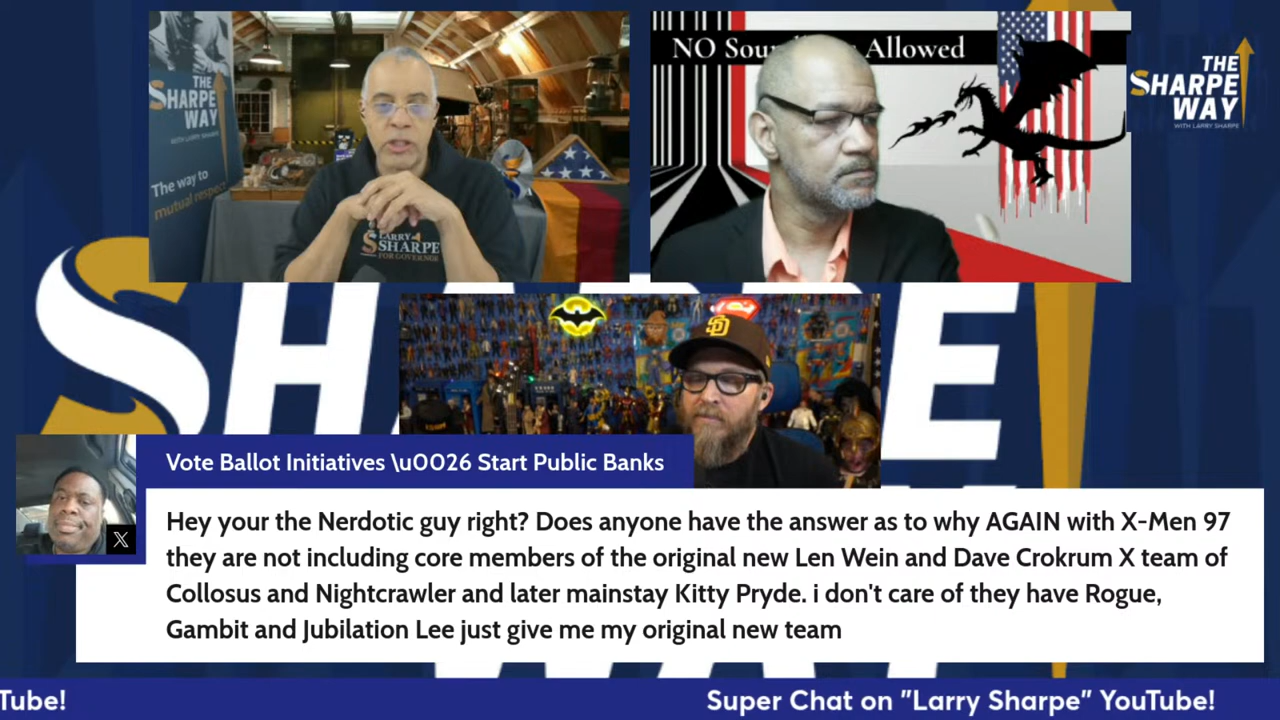 THE
SHARPE
WAY
WITH LARRY SHARPE
The way to
mutual respect
LARRY
SHARPE
FOR GOVERNOR
NO Allowed
THE
SHARPE
WAY
WITH LARRY SHARPE
SD
Vote Ballot Initiatives \u0026 Start Public Banks
Hey your the Nerdotic guy right? Does anyone have the answer as to why AGAIN with X-Men 97
they are not including core members of the original new Len Wein and Dave Crokrum X team of
Collosus and Nightcrawler and later mainstay Kitty Pryde. i don't care of they have Rogue,
Gambit and Jubilation Lee just give me my original new team
Tube!
Super Chat on "Larry Sharpe" YouTube!